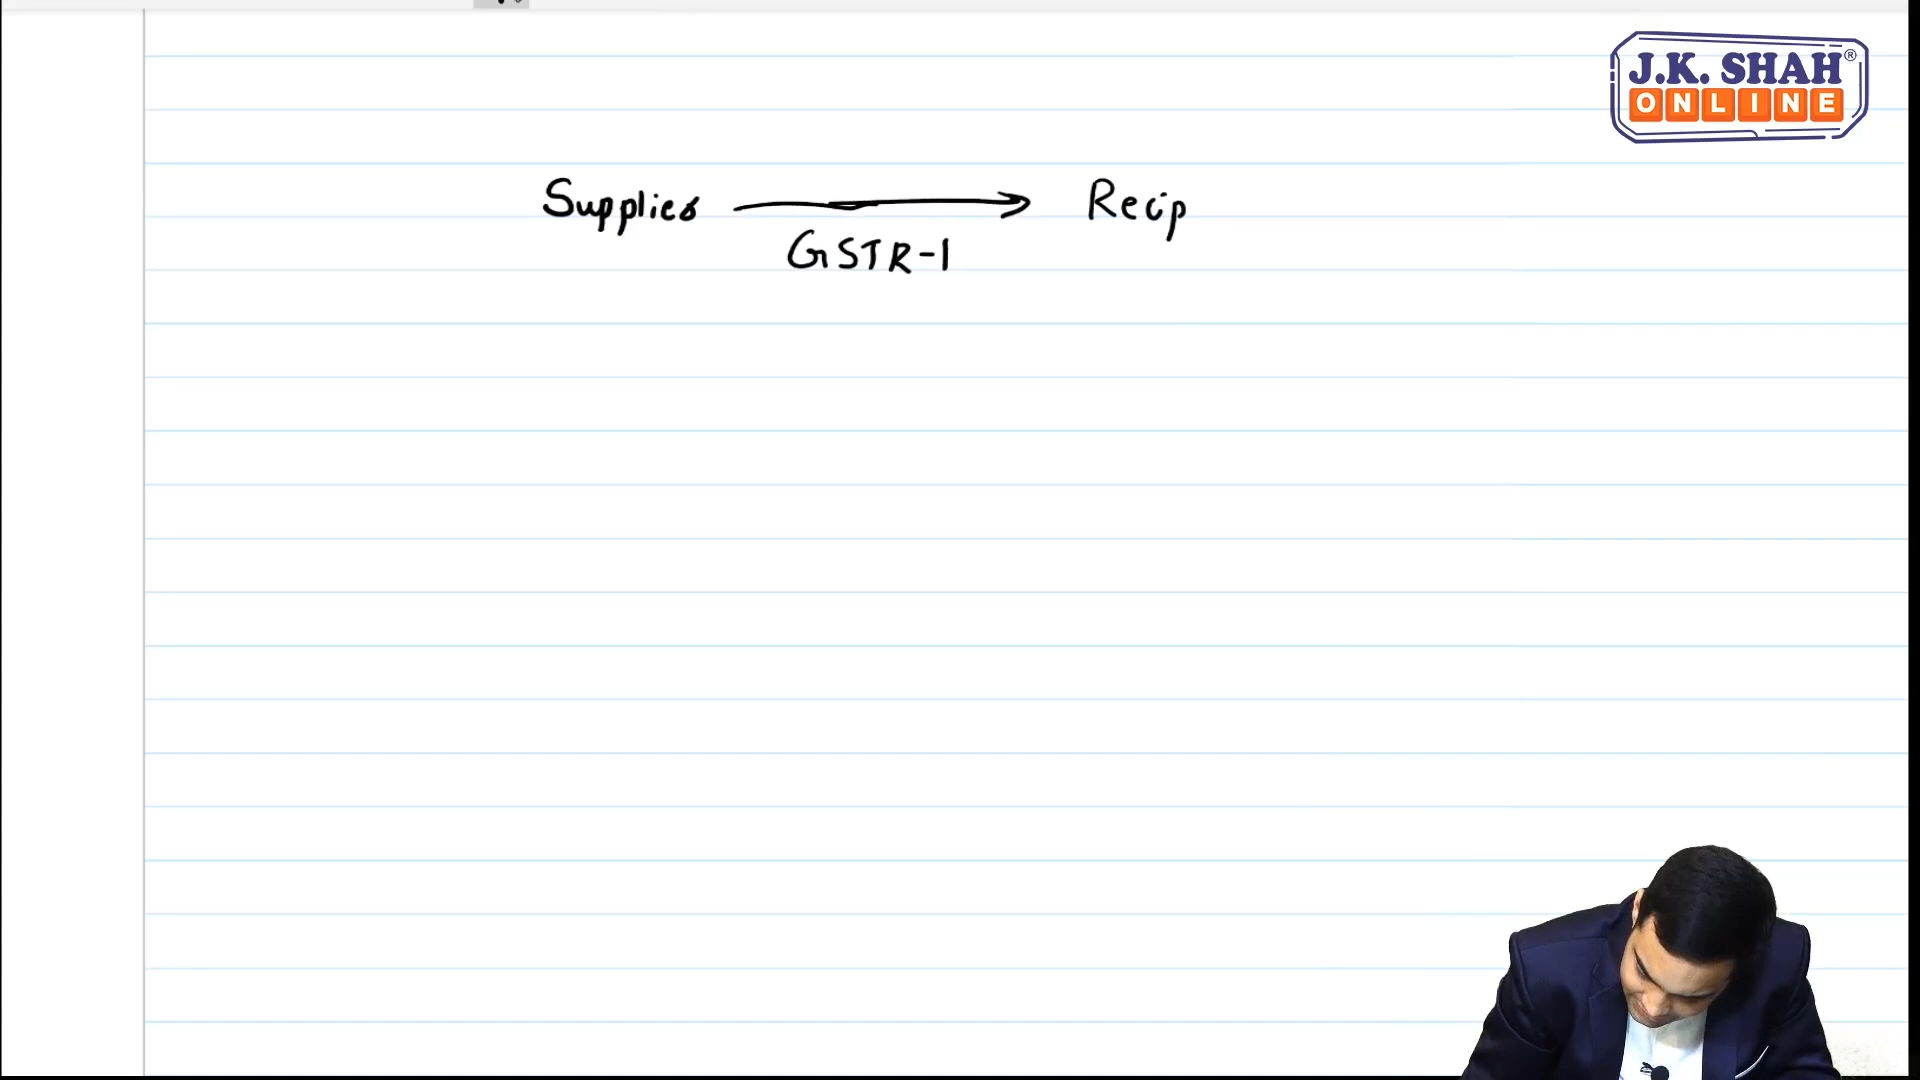 J.K. SHAH®
ONLINE
Supplier → Recip
GSTR-1